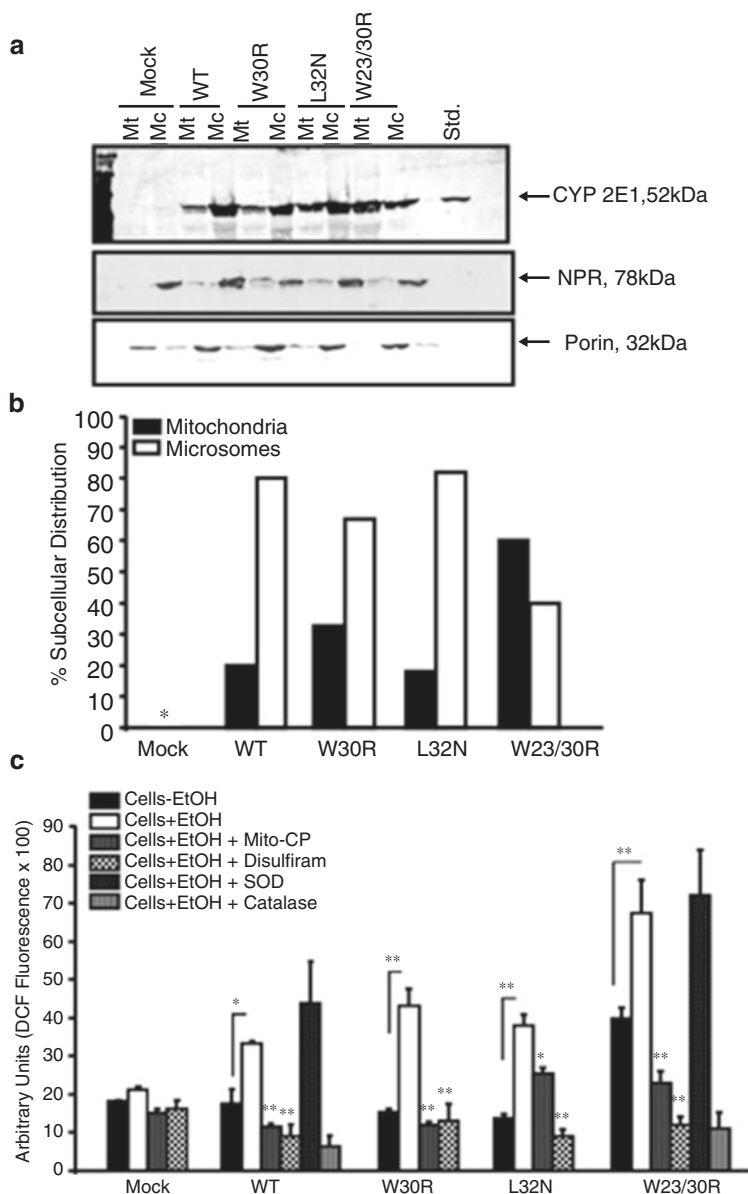 a
Mock
WT
W30R
L32N
W23/30R
Mt
Mc
Mt
Mc
Mt
Mc
Mt
Mc
Mt
Mc
Std.
CYP 2E1,52kDa
NPR, 78kDa
Porin, 32kDa
b
% Subcellular Distribution
100
90
80
70
60
50
40
30
20
10
0
Mitochondria
Microsomes
*
Mock
WT
W30R
L32N
W23/30R
c
Arbitrary Units (DCF Fluorescence x 100)
90
80
70
60
50
40
30
20
10
0
Cells-EtOH
Cells+EtOH
Cells+EtOH + Mito-CP
Cells+EtOH + Disulfiram
Cells+EtOH + SOD
Cells+EtOH + Catalase
*
** **
**
** **
**
*
**
**
**
**
Mock
WT
W30R
L32N
W23/30R